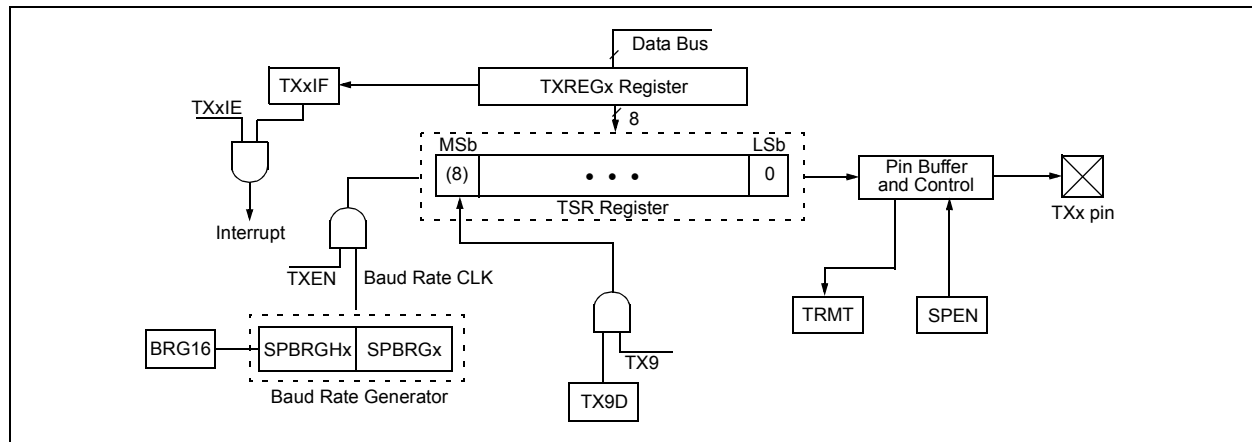 Data Bus
TXxIF
TXREGx Register
TXxIE
8
MSb
LSb
(8)
• • •
0
Pin Buffer
and Control
TSR Register
TXx pin
Interrupt
TXEN
Baud Rate CLK
TRMT
SPEN
BRG16
SPBRGHx
SPBRGx
TX9
Baud Rate Generator
TX9D